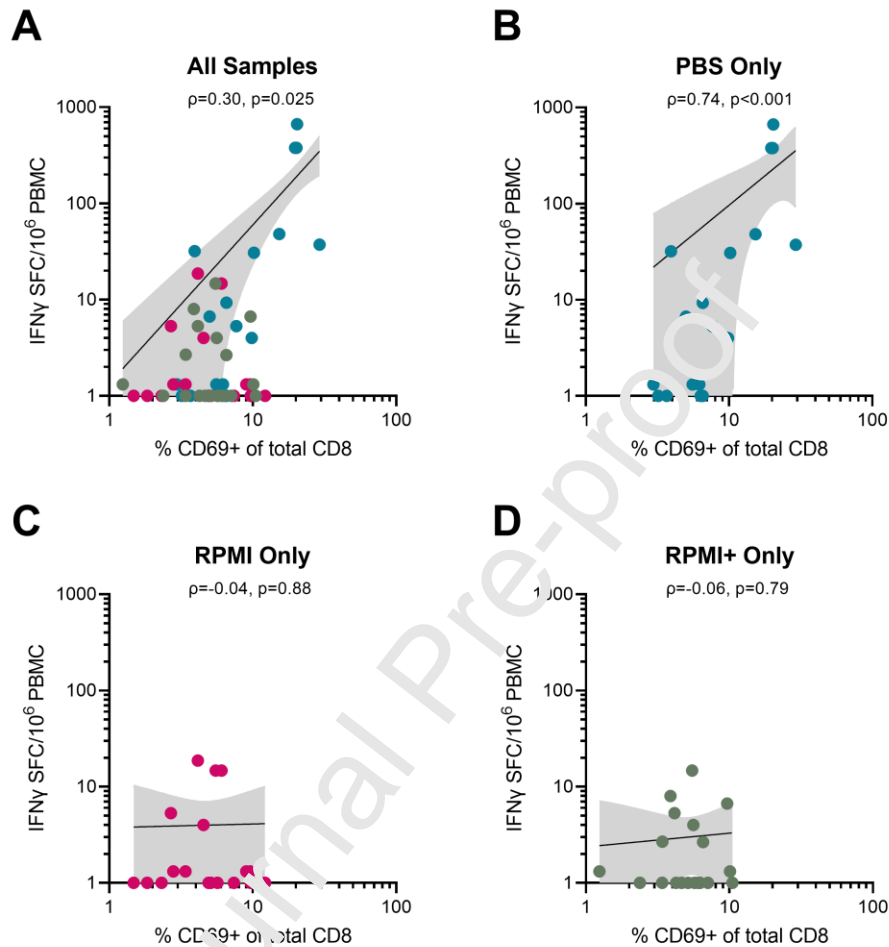 A
All Samples
ρ=0.30, p=0.025
1000
100
10
1
1
10
100
IFNγ SFC/10⁶ PBMC
% CD69+ of total CD8
B
PBS Only
ρ=0.74, p<0.001
1000
100
10
1
1
10
100
IFNγ SFC/10⁶ PBMC
% CD69+ of total CD8
C
RPMI Only
ρ=-0.04, p=0.88
1000
100
10
1
1
10
100
IFNγ SFC/10⁶ PBMC
% CD69+ of total CD8
D
RPMI+ Only
ρ=-0.06, p=0.79
1000
100
10
1
1
10
100
IFNγ SFC/10⁶ PBMC
% CD69+ of total CD8
Pre-proof